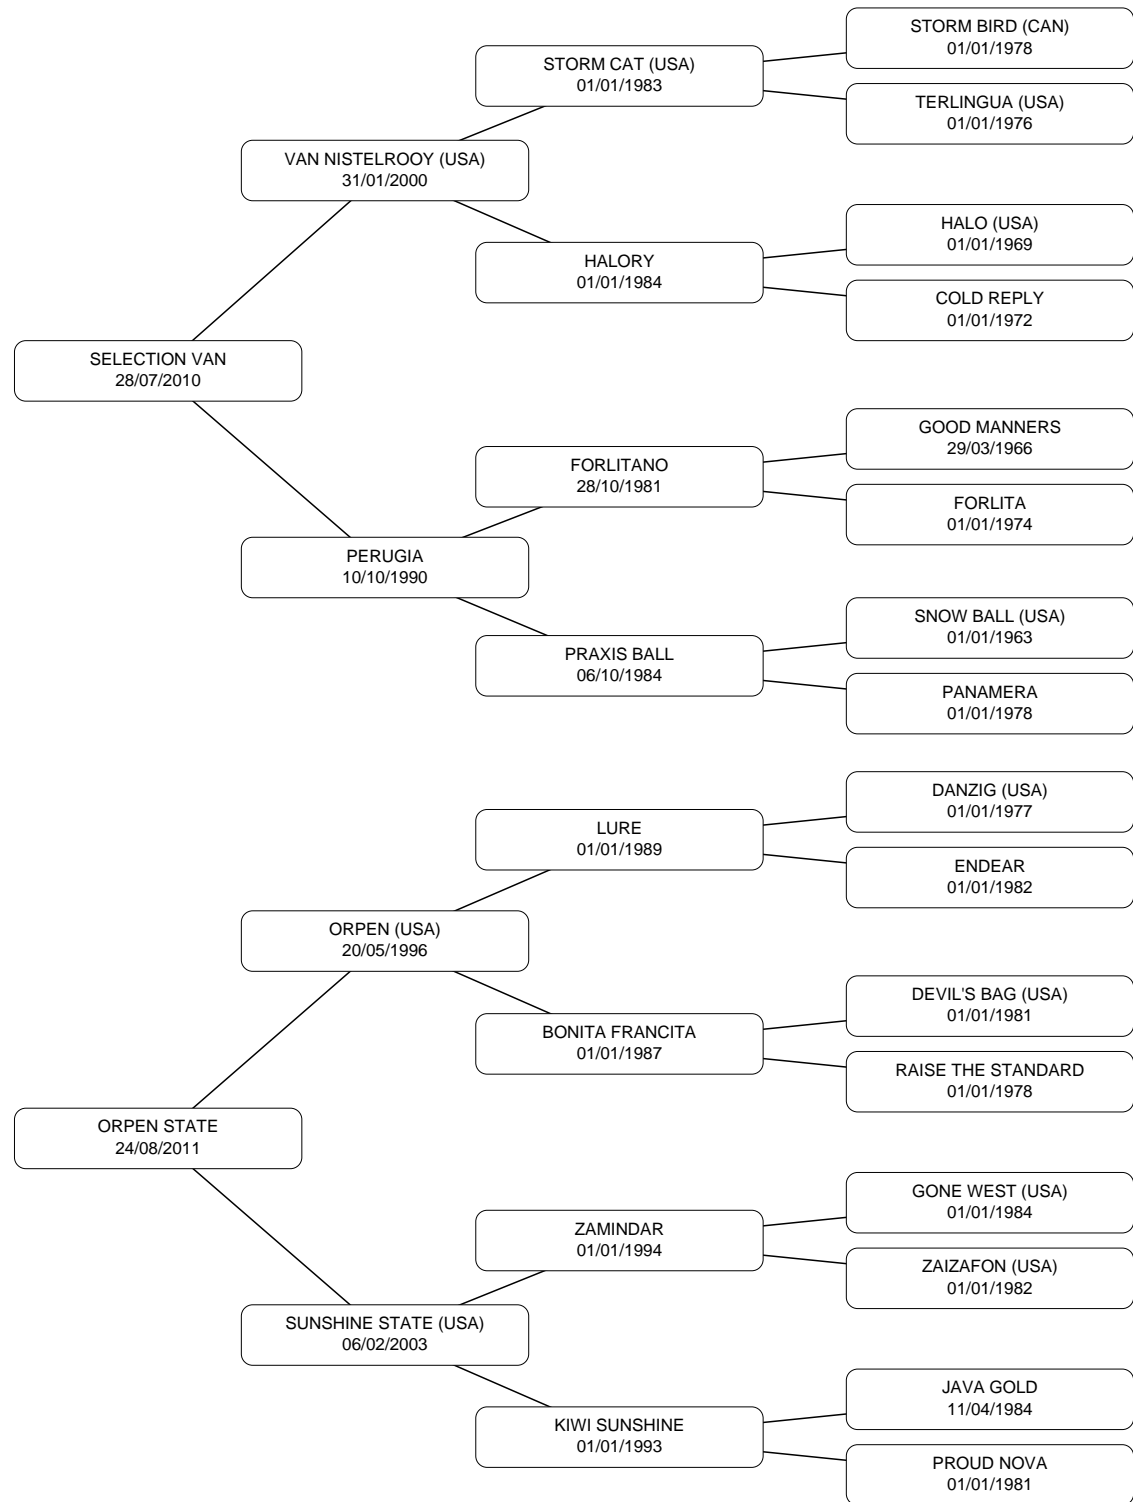 STORM BIRD (CAN)
01/01/1978
STORM CAT (USA)
01/01/1983
TERLINGUA (USA)
01/01/1976
VAN NISTELROOY (USA)
31/01/2000
HALO (USA)
01/01/1969
HALORY
01/01/1984
COLD REPLY
01/01/1972
SELECTION VAN
28/07/2010
GOOD MANNERS
29/03/1966
FORLITANO
28/10/1981
FORLITA
01/01/1974
PERUGIA
10/10/1990
SNOW BALL (USA)
01/01/1963
PRAXIS BALL
06/10/1984
PANAMERA
01/01/1978
DANZIG (USA)
01/01/1977
LURE
01/01/1989
ENDEAR
01/01/1982
ORPEN (USA)
20/05/1996
DEVIL'S BAG (USA)
01/01/1981
BONITA FRANCITA
01/01/1987
RAISE THE STANDARD
01/01/1978
ORPEN STATE
24/08/2011
GONE WEST (USA)
01/01/1984
ZAMINDAR
01/01/1994
ZAIZAFON (USA)
01/01/1982
SUNSHINE STATE (USA)
06/02/2003
JAVA GOLD
11/04/1984
KIWI SUNSHINE
01/01/1993
PROUD NOVA
01/01/1981